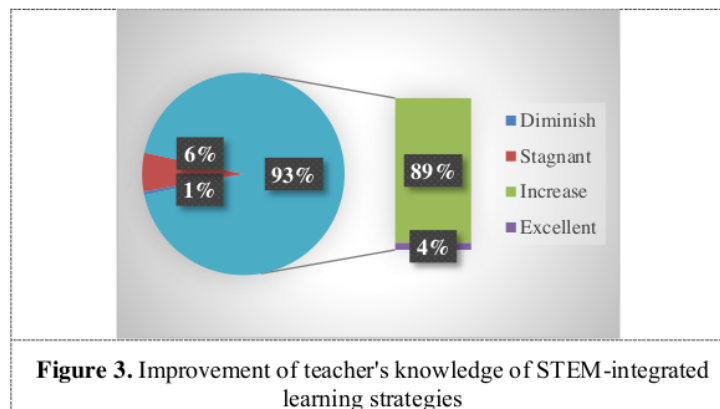 6%
1%
93%
89%
4%
Diminish
Stagnant
Increase
Excellent
Figure 3. Improvement of teacher's knowledge of STEM-integrated
learning strategies